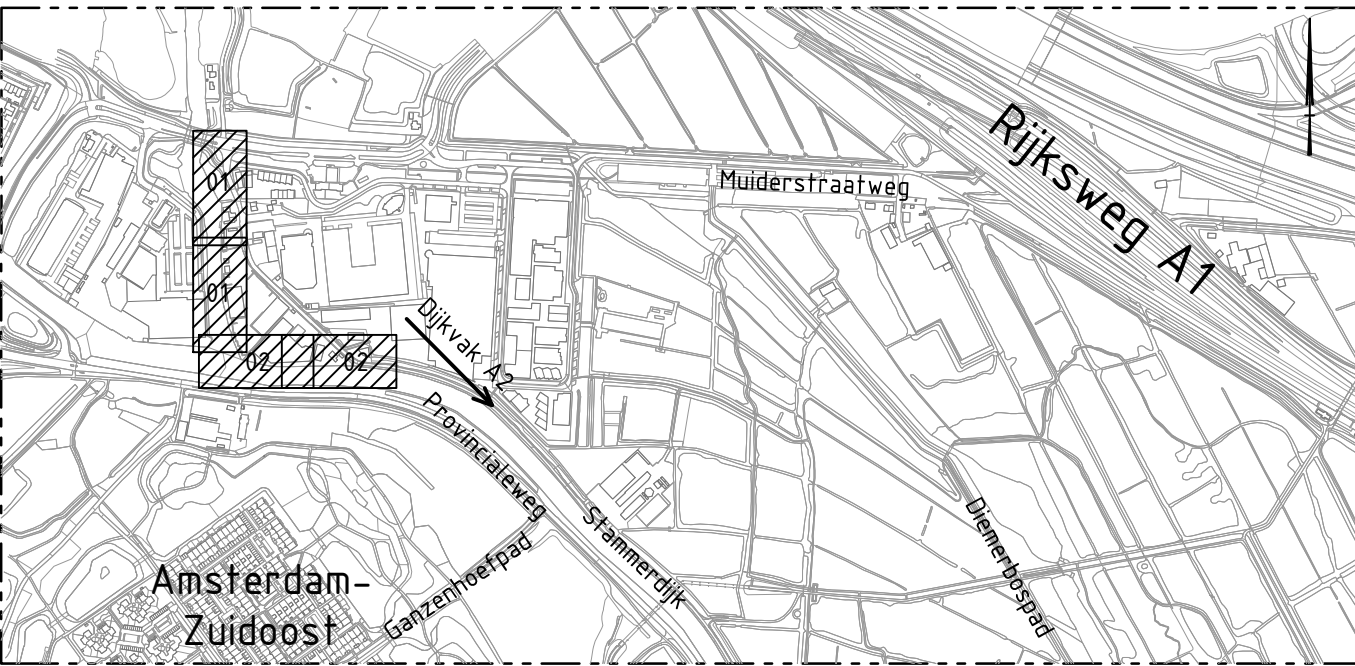 Rijksweg A1
01
Muiderstraatweg
01
Dijkvak A2
02
02
Provincialeweg
Stammerdijk
Diemerbospad
Ganzenhoefpad
Amsterdam-
Zuidoost